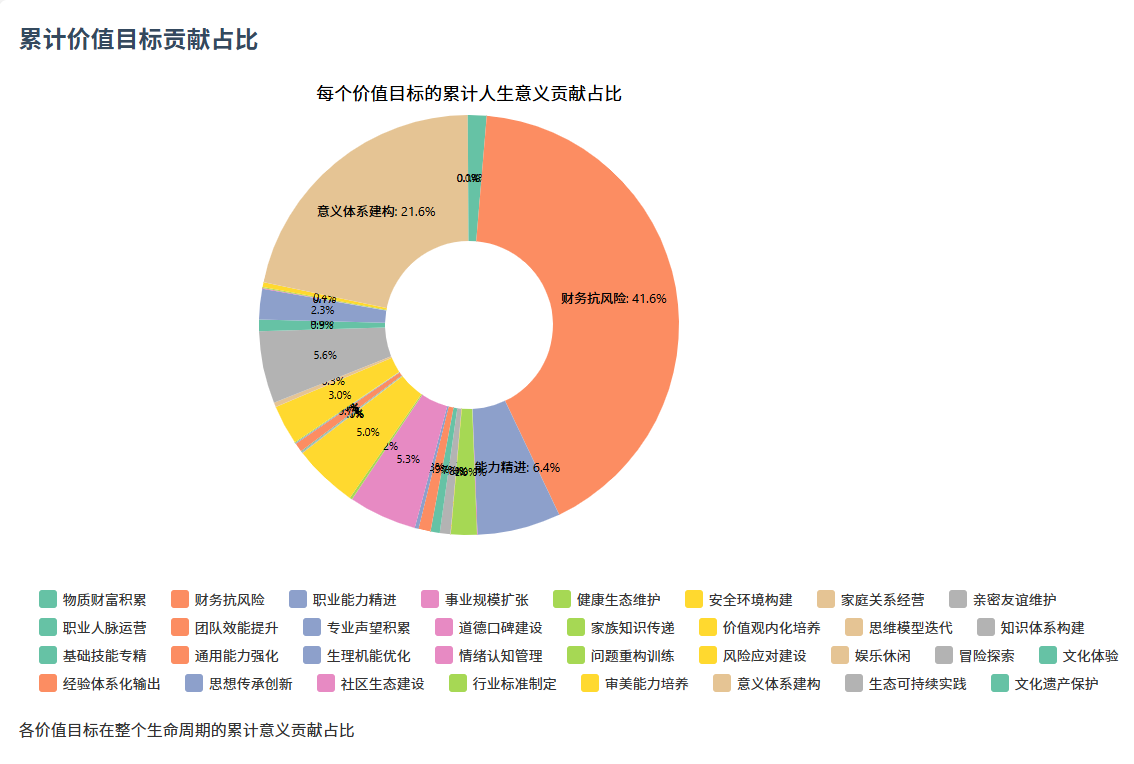 累计价值目标贡献占比
每个价值目标的累计人生意义贡献占比
意义体系建构: 21.6%
财务抗风险: 41.6%
2.3%
5.6%
3.0%
5.0%
5.3%
能力精进: 6.4%
物质财富积累 财务抗风险 职业能力精进 事业规模扩张 健康生态维护 安全环境构建 家庭关系经营 亲密友谊维护
职业人脉运营 团队效能提升 专业声望积累 道德口碑建设 家族知识传递 价值观内化培养 思维模型迭代 知识体系构建
基础技能专精 通用能力强化 生理机能优化 情绪认知管理 问题重构训练 风险应对建设 娱乐休闲 冒险探索 文化体验
经验体系化输出 思想传承创新 社区生态建设 行业标准制定 审美能力培养 意义体系建构 生态可持续实践 文化遗产保护
各价值目标在整个生命周期的累计意义贡献占比